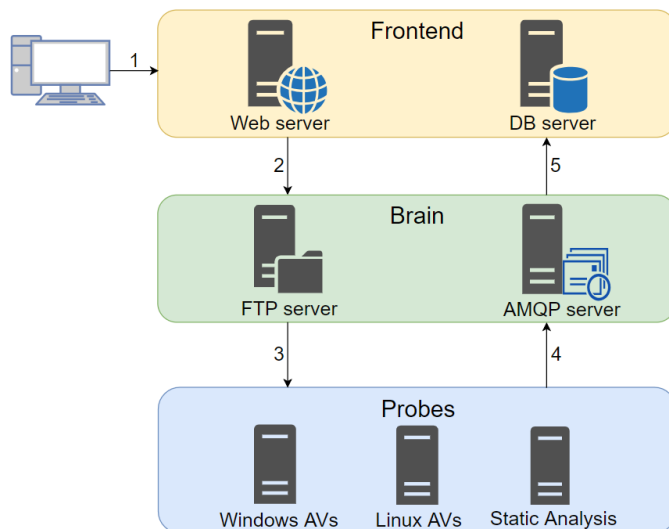 Frontend
1
Web server
DB server
2
5
Brain
FTP server
AMQP server
3
4
Probes
Windows AVs
Linux AVs
Static Analysis